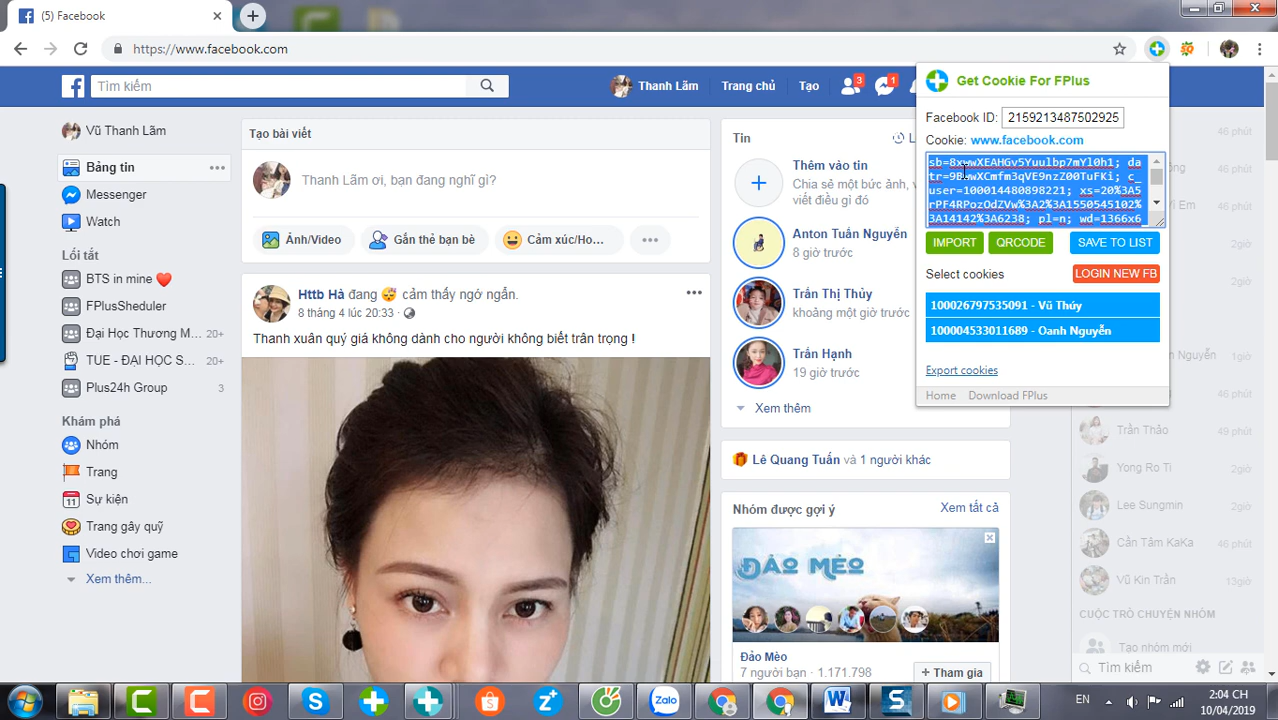 (5) Facebook
https://www.facebook.com
Tìm kiếm
Thanh Lãm
Trang chủ
Tạo
3
1
Vũ Thanh Lãm
Bảng tin
Messenger
Watch
Lối tắt
BTS in mine ❤
FPlusSheduler
Đại Học Thương M... 20+
TUE - ĐẠI HỌC S... 20+
Plus24h Group 3
Khám phá
Nhóm
Trang
11
Sự kiện
Trang gây quỹ
Video chơi game
Xem thêm...
Tạo bài viết
Thanh Lãm ơi, bạn đang nghĩ gì?
Ảnh/Video
Gắn thẻ bạn bè
Cảm xúc/Ho...
Httb Hà đang 😴 cảm thấy ngớ ngẩn.
8 tháng 4 lúc 20:33
Thanh xuân quý giá không dành cho người không biết trân trọng !
Tin
L
Thêm vào tin
Chia sẻ ảnh, video hoặc
viết điều gì đó
Anton Tuấn Nguyễn
8 giờ trước
Trần Thị Thủy
khoảng một giờ trước
Trần Hạnh
19 giờ trước
Xem thêm
Lê Quang Tuấn và 1 người khác
Nhóm được gợi ý
Xem tất cả
ĐẢO MÈO
Đảo Mèo
7 người bạn · 1.171.798
+ Tham gia
Get Cookie For FPlus
Facebook ID: 2159213487502925
Cookie: www.facebook.com
IMPORT
QRCODE
SAVE TO LIST
Select cookies
LOGIN NEW FB
100026797535091 - Vũ Thúy
100004533011689 - Oanh Nguyễn
Export cookies
Home
Download FPlus
46 phút
46 phút
Em
2giờ
2giờ
46 phút
Nguyễn 1giờ
46 phút
Trần Thảo 49 phút
Yong Ro Ti 2giờ
Lee Sungmin 2giờ
Cần Tâm KaKa 46 phút
Vũ Kin Trần 13giờ
CUỘC TRÒ CHUYỆN NHÓM
Tạo nhóm mới
Tìm kiếm
Zalo
EN
2:04 CH
10/04/2019